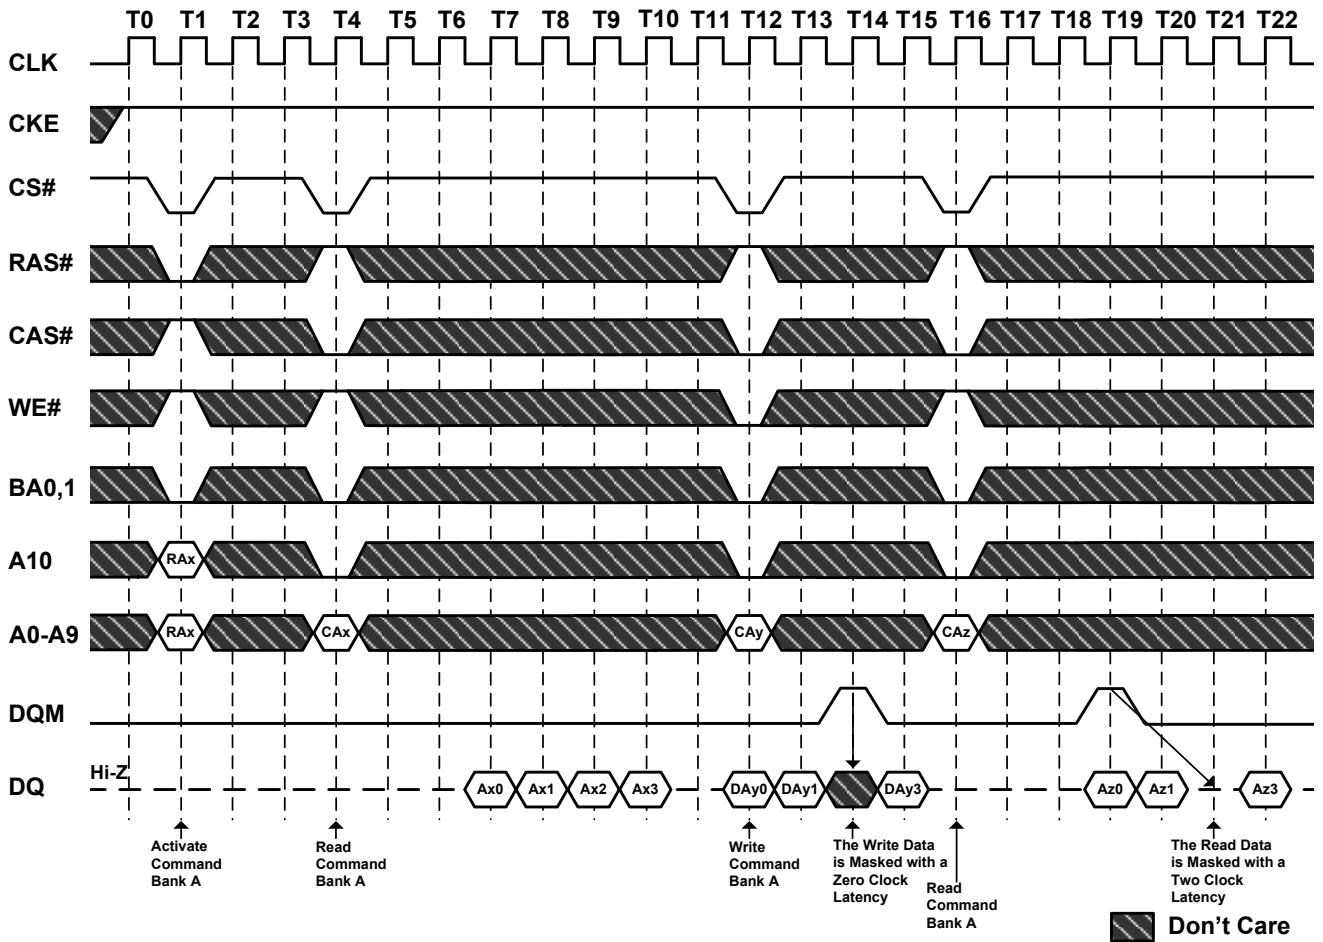 T0 T1 T2 T3 T4 T5 T6 T7 T8 T9 T10 T11 T12 T13 T14 T15 T16 T17 T18 T19 T20 T21 T22
CLK
CKE
CS#
RAS#
CAS#
WE#
BA0,1
A10 RAx
A0-A9 RAx CAx CAy CAz
DQM
Hi-Z
DQ Ax0 Ax1 Ax2 Ax3 DAy0 DAy1 DAy3 Az0 Az1 Az3
Activate
Command
Bank A
Read
Command
Bank A
Write
Command
Bank A
The Write Data
is Masked with a
Zero Clock
Latency
Read
Command
Bank A
The Read Data
is Masked with a
Two Clock
Latency
Don't Care